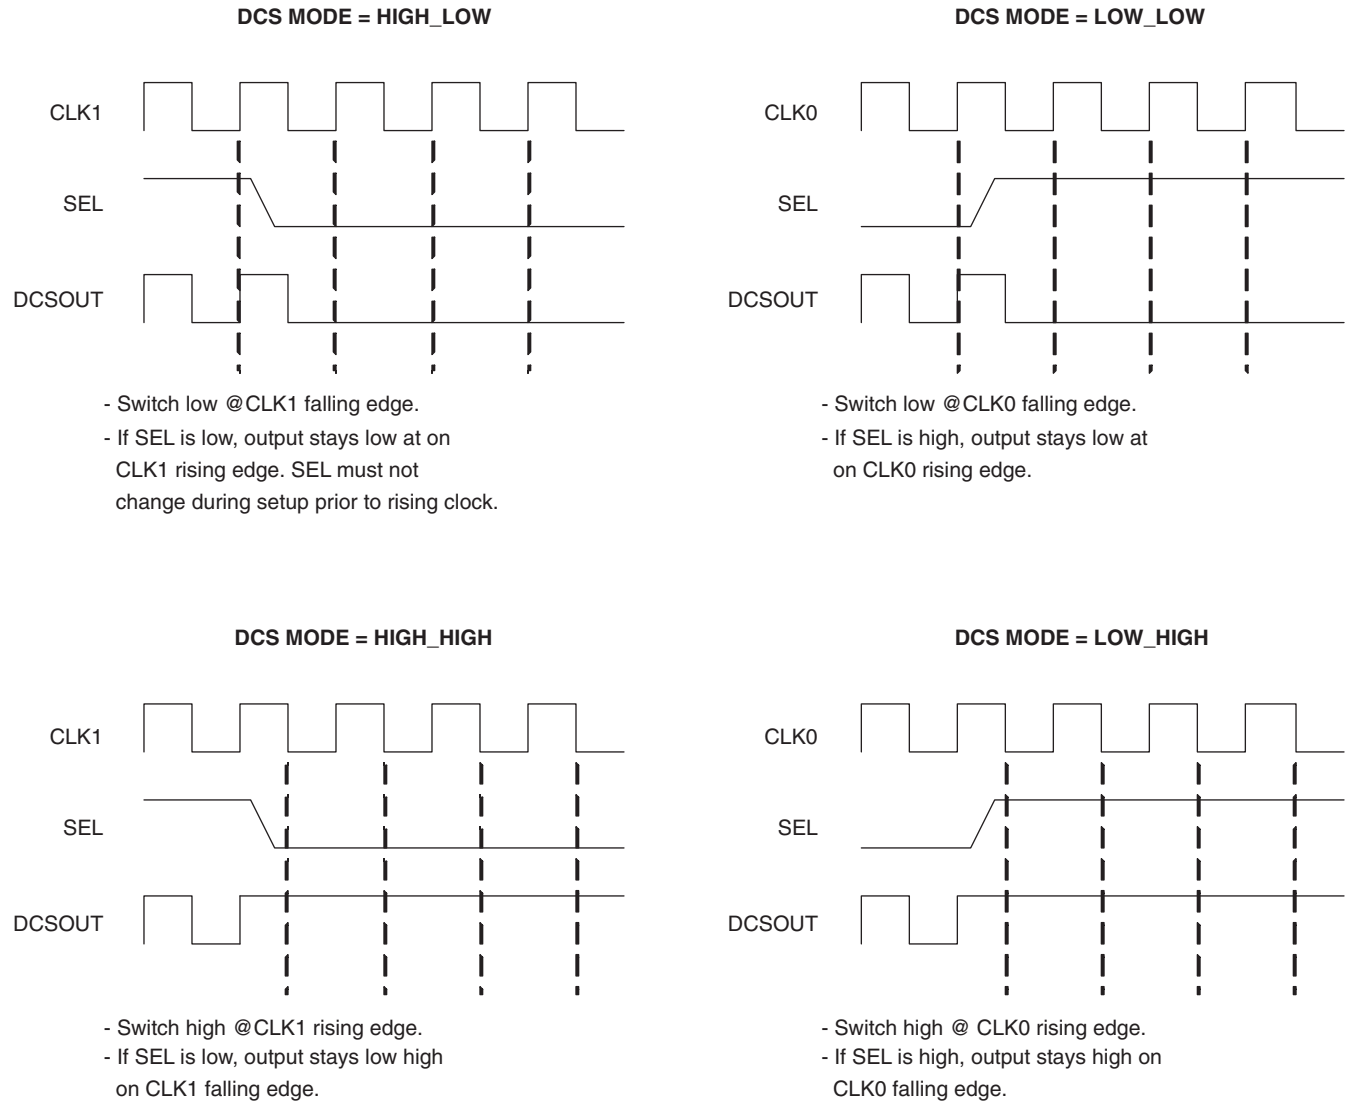 DCS MODE = HIGH_LOW
CLK1
SEL
DCSOUT
- Switch low @CLK1 falling edge.
- If SEL is low, output stays low at on
CLK1 rising edge. SEL must not
change during setup prior to rising clock.
DCS MODE = LOW_LOW
CLK0
SEL
DCSOUT
- Switch low @CLK0 falling edge.
- If SEL is high, output stays low at
on CLK0 rising edge.
DCS MODE = HIGH_HIGH
CLK1
SEL
DCSOUT
- Switch high @CLK1 rising edge.
- If SEL is low, output stays low high
on CLK1 falling edge.
DCS MODE = LOW_HIGH
CLK0
SEL
DCSOUT
- Switch high @ CLK0 rising edge.
- If SEL is high, output stays high on
CLK0 falling edge.